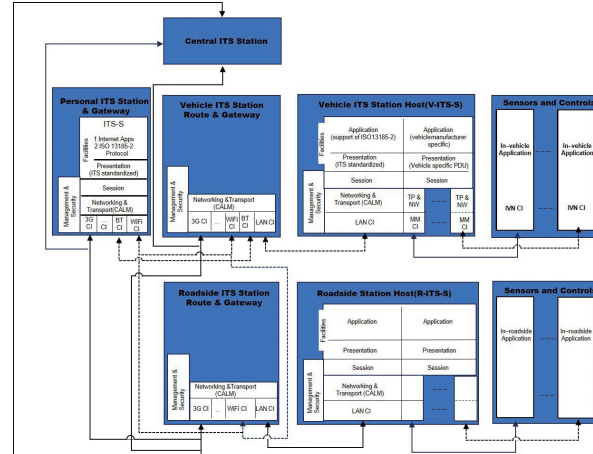 Central ITS Station
Personal ITS Station
& Gateway
ITS-S
Facilities
1.Internet Apps
2.ISO 13185-2
Protocol
Presentation
(ITS standardized)
Session
Management &
Security
Networking &
Transport(CALM)
3G
CI
...
CI
BT
CI
WiFi
CI
Vehicle ITS Station
Route & Gateway
Management &
Security
Networking &Transport
(CALM)
3G CI
...
WiFi
CI
BT
CI
LAN CI
Vehicle ITS Station Host(V-ITS-S)
Facilities
Application
(support of ISO13185-2)
Application
(vehiclemanufacturer
specific)
Presentation
(ITS standardized)
Presentation
(Vehicle specific PDU)
Session
Session
Management &
Security
Networking &
Transport (CALM)
TP &
NW
TP &
NW
LAN CI
MM
CI
MM
CI
Sensors and Controls
In-vehicle
Application
In-vehicle
Application
IVN CI
IVN CI
Roadside ITS Station
Route & Gateway
Management &
Security
Networking &Transport
(CALM)
3G CI
...
WiFi CI
LAN CI
Roadside Station Host(R-ITS-S)
Facilities
Application
Application
Presentation
Presentation
Session
Session
Management &
Security
Networking &
Transport (CALM)
LAN CI
Sensors and Control
In-roadside
Application
In-roadside
Application